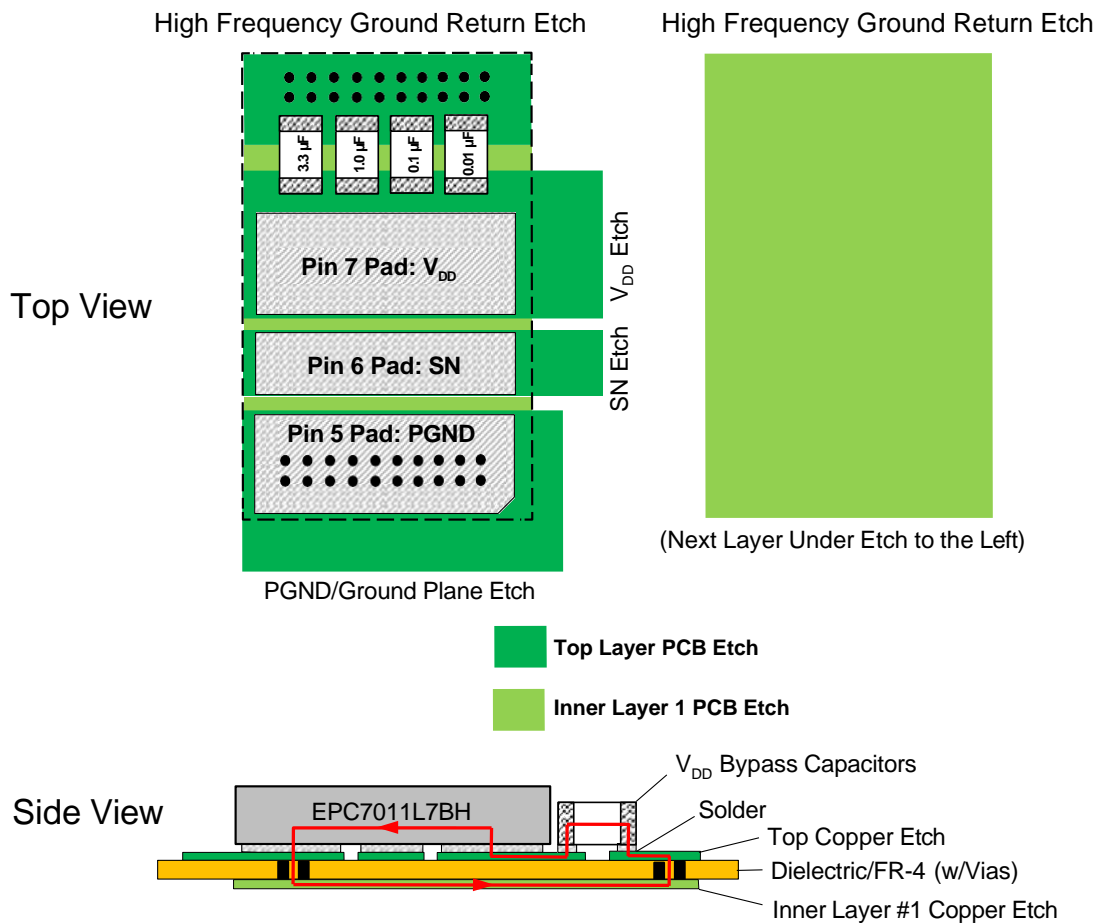 High Frequency Ground Return Etch
High Frequency Ground Return Etch
3.3 µF
1.0 µF
0.1 µF
0.01 µF
Pin 7 Pad: VDD
VDD Etch
Top View
Pin 6 Pad: SN
SN Etch
Pin 5 Pad: PGND
(Next Layer Under Etch to the Left)
PGND/Ground Plane Etch
Top Layer PCB Etch
Inner Layer 1 PCB Etch
Side View
EPC7011L7BH
VDD Bypass Capacitors
Solder
Top Copper Etch
Dielectric/FR-4 (w/Vias)
Inner Layer #1 Copper Etch